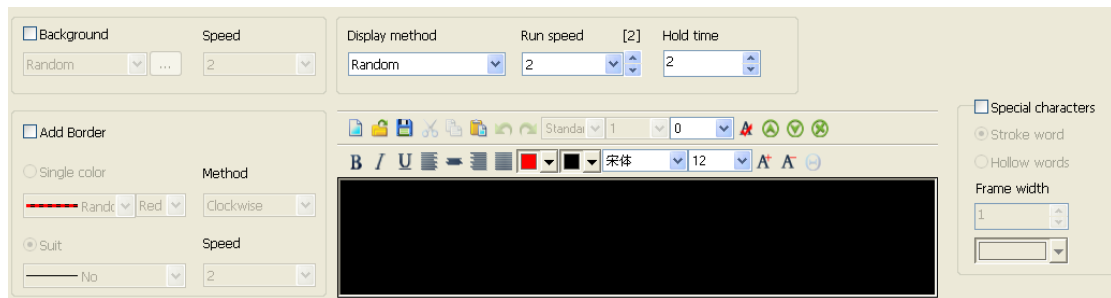 Background
Speed
Random
...
2
Display method
Run speed
[2]
Hold time
Random
2
2
Add Border
Single color
Method
Rando
Red
Clockwise
Suit
Speed
No
2
Standa
1
0
B I U
宋体
12
A+ A-
Special characters
Stroke word
Hollow words
Frame width
1